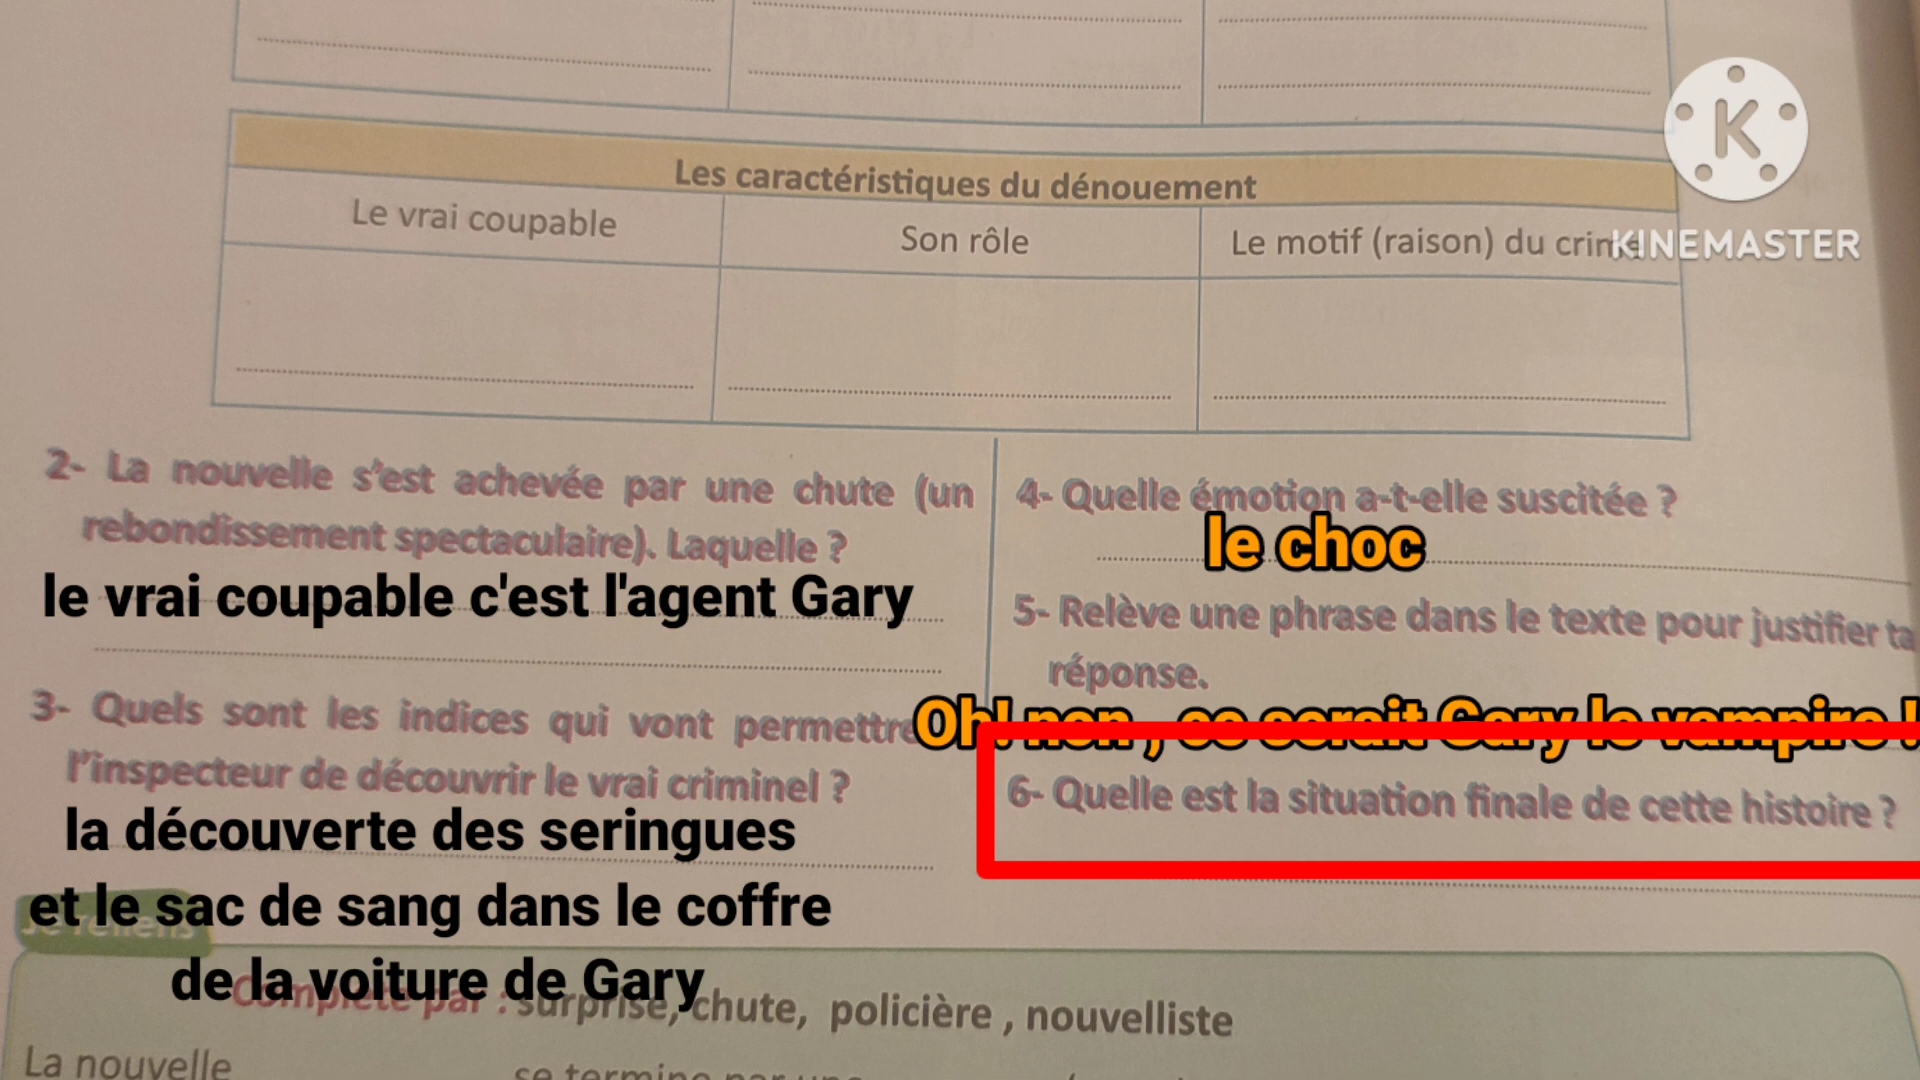 Les caractéristiques du dénouement
Le vrai coupable
Son rôle
Le motif (raison) du crime
KINEMASTER
2- La nouvelle s'est achevée par une chute (un
rebondissement spectaculaire). Laquelle ?
le vrai coupable c'est l'agent Gary
3- Quels sont les indices qui vont permettre
l'inspecteur de découvrir le vrai criminel ?
la découverte des seringues
et le sac de sang dans le coffre
de la voiture de Gary
4- Quelle émotion a-t-elle suscitée ?
le choc
5- Relève une phrase dans le texte pour justifier ta
réponse.
Oh! non , ce serait Gary le vampire !
6- Quelle est la situation finale de cette histoire ?
Je retiens
Complète par : surprise, chute, policière , nouvelliste
La nouvelle se termine par une